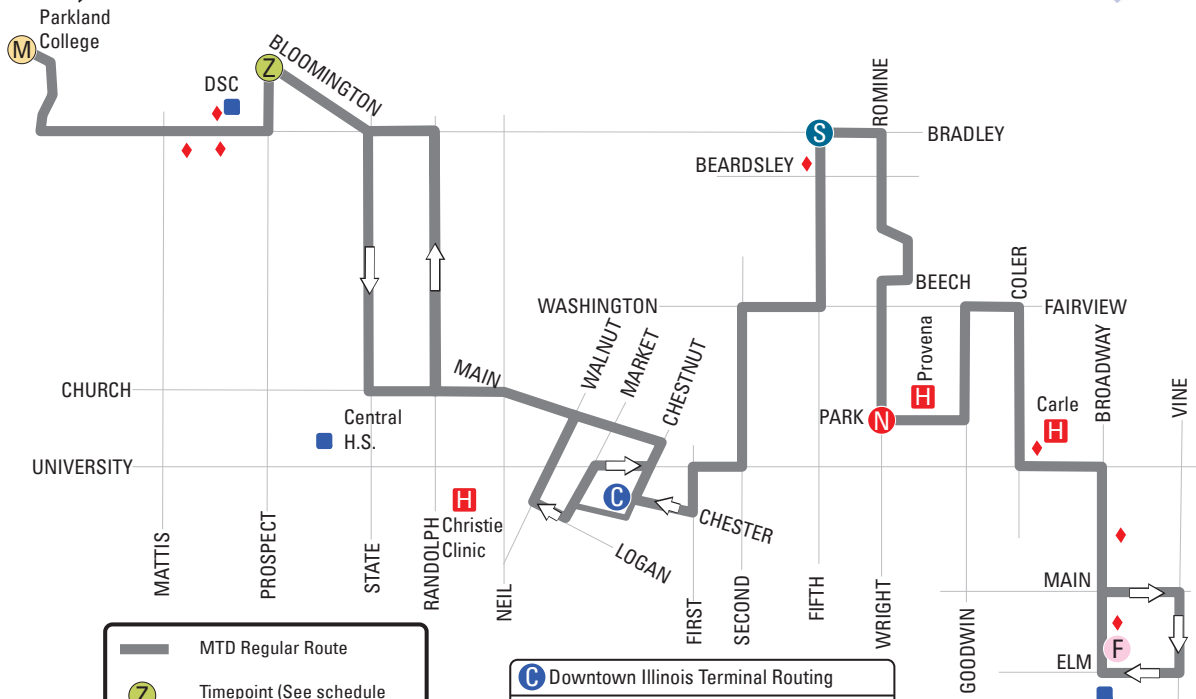 Parkland
College
M
DSC
Z
BLOOMINGTON
ROMINE
S
BRADLEY
BEARDSLEY
BEECH
COLER
WASHINGTON
FAIRVIEW
WALNUT
MARKET
CHESTNUT
Provena
H
BROADWAY
VINE
CHURCH
MAIN
Central
H.S.
PARK
N
Carle
H
UNIVERSITY
H
Christie
Clinic
C
CHESTER
LOGAN
MATTIS
PROSPECT
STATE
RANDOLPH
NEIL
FIRST
SECOND
FIFTH
WRIGHT
GOODWIN
MAIN
F
ELM
MTD Regular Route
Z
Timepoint (See schedule
C Downtown Illinois Terminal Routing